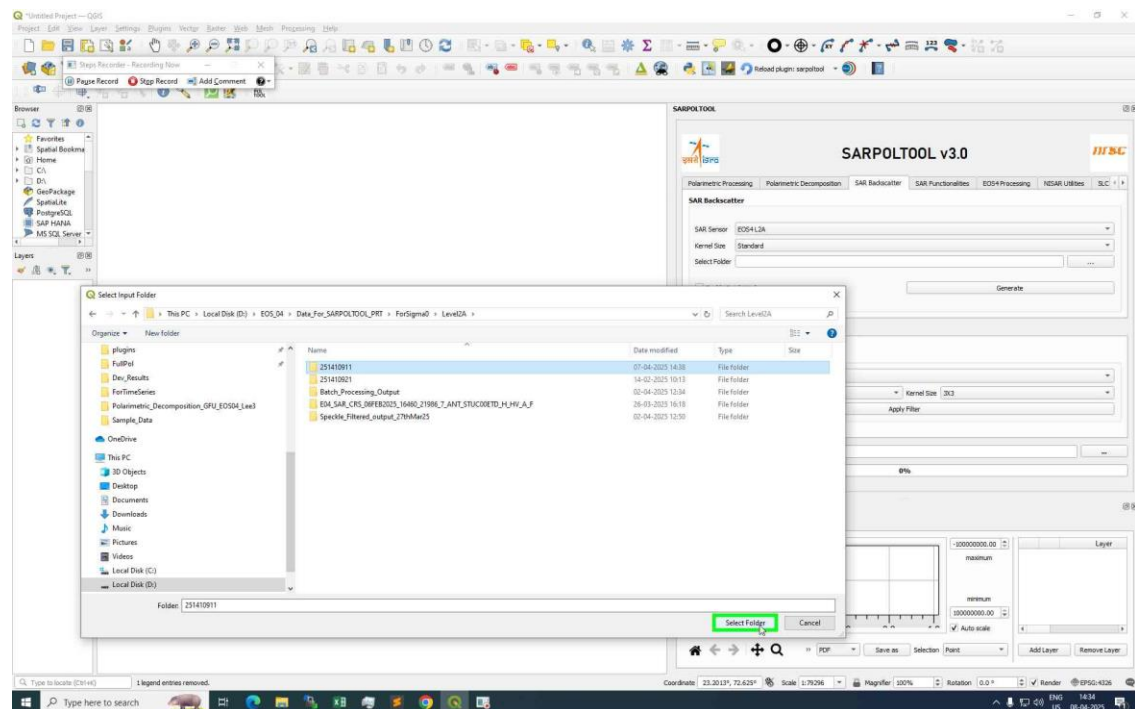 *Untitled Project — QGIS
Project Edit View Layer Settings Plugins Vector Raster Web Mesh Processing Help
Steps Recorder - Recording Now
Pause Record Stop Record Add Comment
Reload plugin: sarpoltool
Browser
Favorites
Spatial Bookma
Home
C:\
D:\
GeoPackage
SpatiaLite
PostgreSQL
SAP HANA
MS SQL Server
Layers
SARPOLTOOL
इसरो isro
SARPOLTOOL v3.0
nrsc
Polarimetric Processing Polarimetric Decomposition SAR Backscatter SAR Functionalities EOS4 Processing NISAR Utilities SLC
SAR Backscatter
SAR Sensor EOS4 L2A
Kernel Size Standard
Select Folder ...
Generate
Kernel Size 3X3
Apply Filter
...
0%
Select Input Folder
This PC › Local Disk (D:) › EOS_04 › Data_For_SARPOLTOOL_PRT › ForSigma0 › Level2A ›
Search Level2A
Organize New folder
plugins
FullPol
Dev_Results
ForTimeSeries
Polarimetric_Decomposition_GFU_EOS04_Lee3
Sample_Data
OneDrive
This PC
3D Objects
Desktop
Documents
Downloads
Music
Pictures
Videos
Local Disk (C:)
Local Disk (D:)
Name Date modified Type Size
251410911 07-04-2025 14:38 File folder
251410921 14-02-2025 10:13 File folder
Batch_Processing_Output 02-04-2025 12:34 File folder
E04_SAR_CRS_06FEB2025_16460_21986_7_ANT_STUC00ETD_H_HV_A_F 26-03-2025 16:18 File folder
Speckle_Filtered_output_27thMar25 02-04-2025 12:50 File folder
Folder: 251410911
Select Folder Cancel
-100000000.00
maximum
minimum
100000000.00
Auto scale
Layer
PDF Save as Selection Point Add Layer Remove Layer
Type to locate (Ctrl+K) 1 legend entries removed. Coordinate 23.2013°, 72.625° Scale 1:79296 Magnifier 100% Rotation 0.0 ° Render EPSG:4326
Type here to search
ENG
US
14:34
08-04-2025